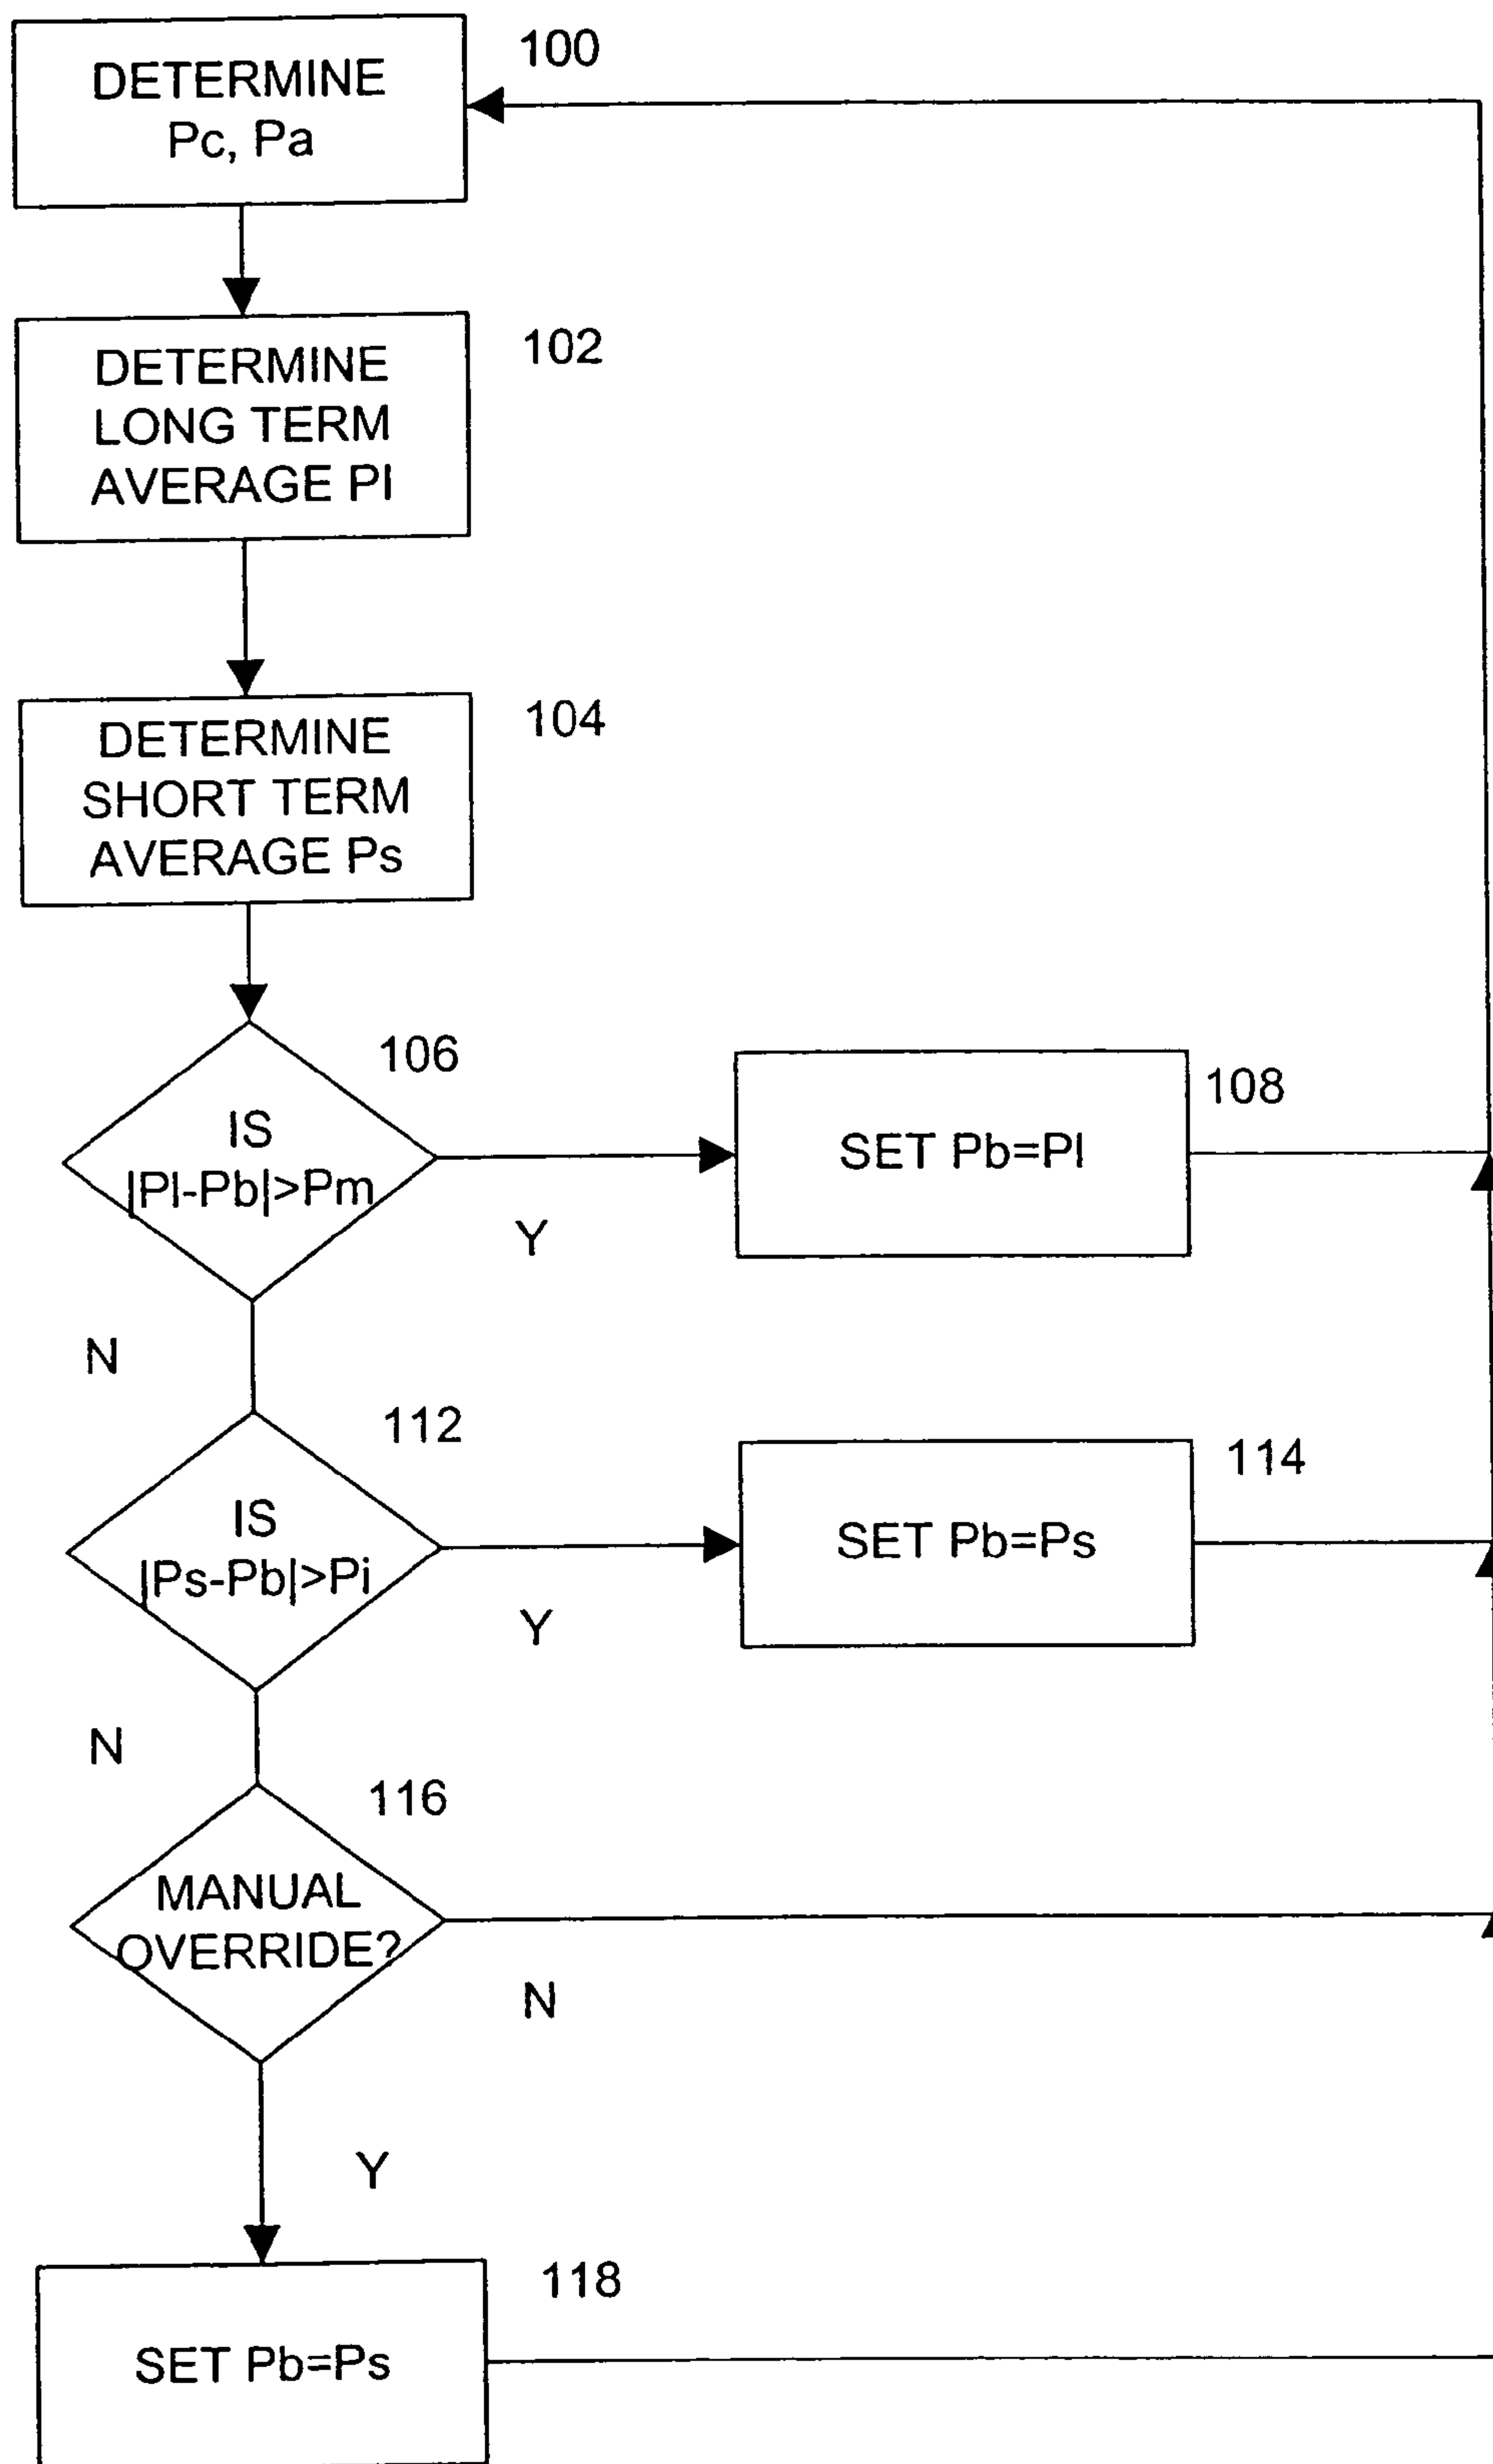 DETERMINE
Pc, Pa
100
DETERMINE
LONG TERM
AVERAGE Pl
102
DETERMINE
SHORT TERM
AVERAGE Ps
104
IS
|Pl-Pb|>Pm
106
Y
SET Pb=Pl
108
N
IS
|Ps-Pb|>Pi
112
Y
SET Pb=Ps
114
N
MANUAL
OVERRIDE?
116
N
Y
SET Pb=Ps
118